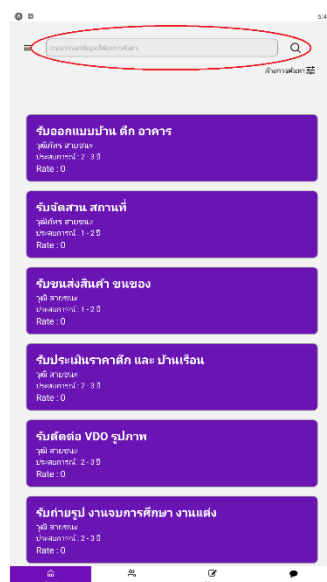 5:4
กรุณากรอกข้อมูลที่ต้องการค้นหา
ล้างการค้นหา
รับออกแบบบ้าน ตึก อาคาร
วุฒิภัทร สายชนะ
ประสบการณ์ : 2 - 3 ปี
Rate : 0
รับจัดสวน สถานที่
วุฒิภัทร สายชนะ
ประสบการณ์ : 1 - 2 ปี
Rate : 0
รับขนส่งสินค้า ขนของ
วุฒิ สายชนะ
ประสบการณ์ : 1 - 2 ปี
Rate : 0
รับประเมินราคาตึก และ บ้านเรือน
วุฒิ สายชนะ
ประสบการณ์ : 2 - 3 ปี
Rate : 0
รับตัดต่อ VDO รูปภาพ
วุฒิ สายชนะ
ประสบการณ์ : 2 - 3 ปี
Rate : 0
รับถ่ายรูป งานจบการศึกษา งานแต่ง
วุฒิ สายชนะ
ประสบการณ์ : 2 - 3 ปี
Rate : 0